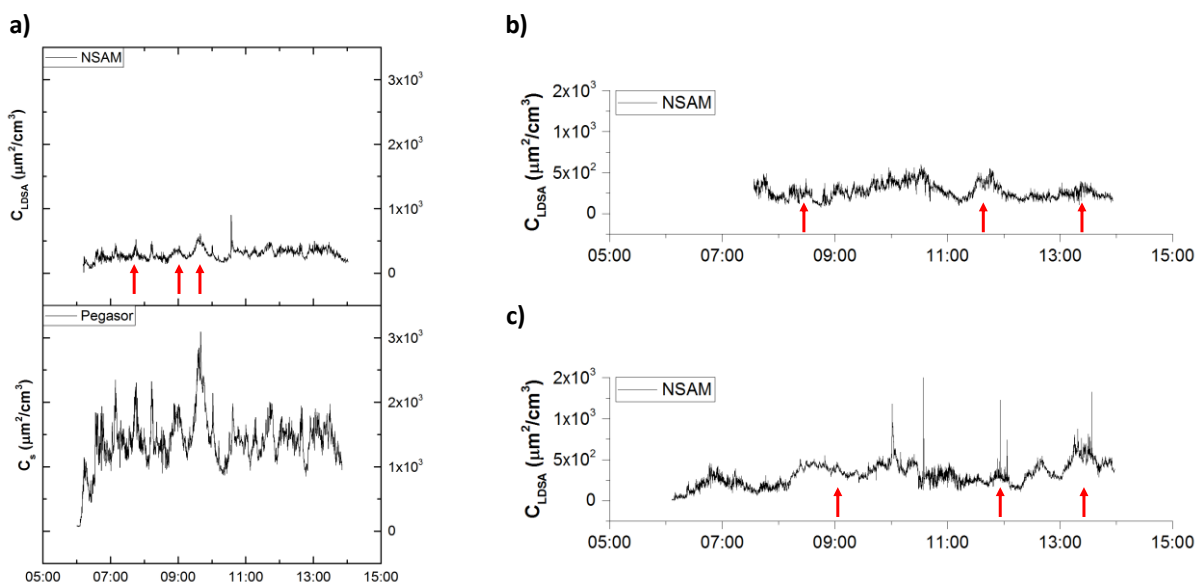 a)
NSAM
C_LDSA (μm²/cm³)
3x10³
2x10³
1x10³
0
Pegasor
C_s (μm²/cm³)
3x10³
2x10³
1x10³
0
05:00 07:00 09:00 11:00 13:00 15:00
b)
NSAM
C_LDSA (μm²/cm³)
2x10³
1x10³
5x10²
0
05:00 07:00 09:00 11:00 13:00 15:00
c)
NSAM
C_LDSA (μm²/cm³)
2x10³
1x10³
5x10²
0
05:00 07:00 09:00 11:00 13:00 15:00